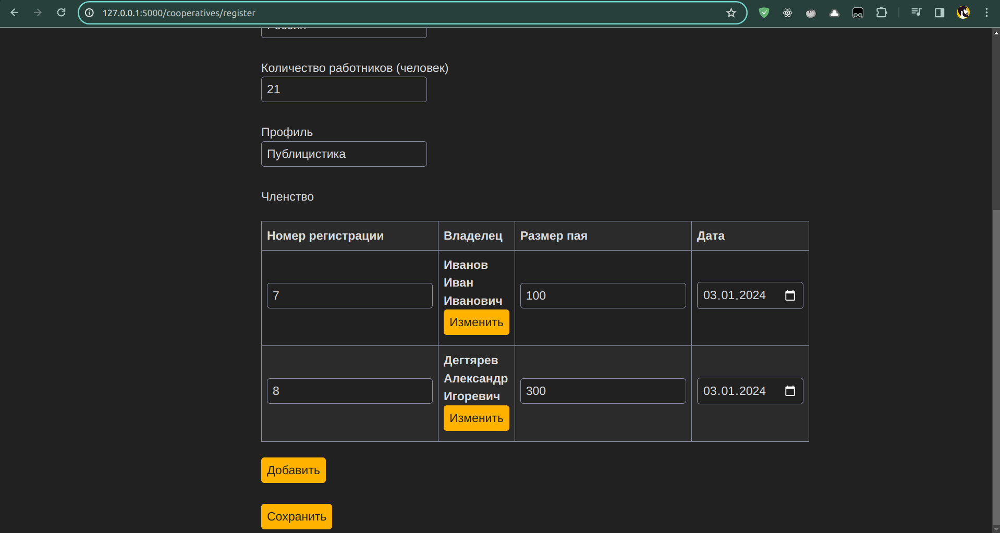 127.0.0.1:5000/cooperatives/register
Количество работников (человек)
21
Профиль
Публицистика
Членство
Номер регистрации Владелец Размер пая Дата
Иванов
Иван
Иванович
7 100 03.01.2024
Изменить
Дегтярев
Александр
Игоревич
8 300 03.01.2024
Изменить
Добавить
Сохранить